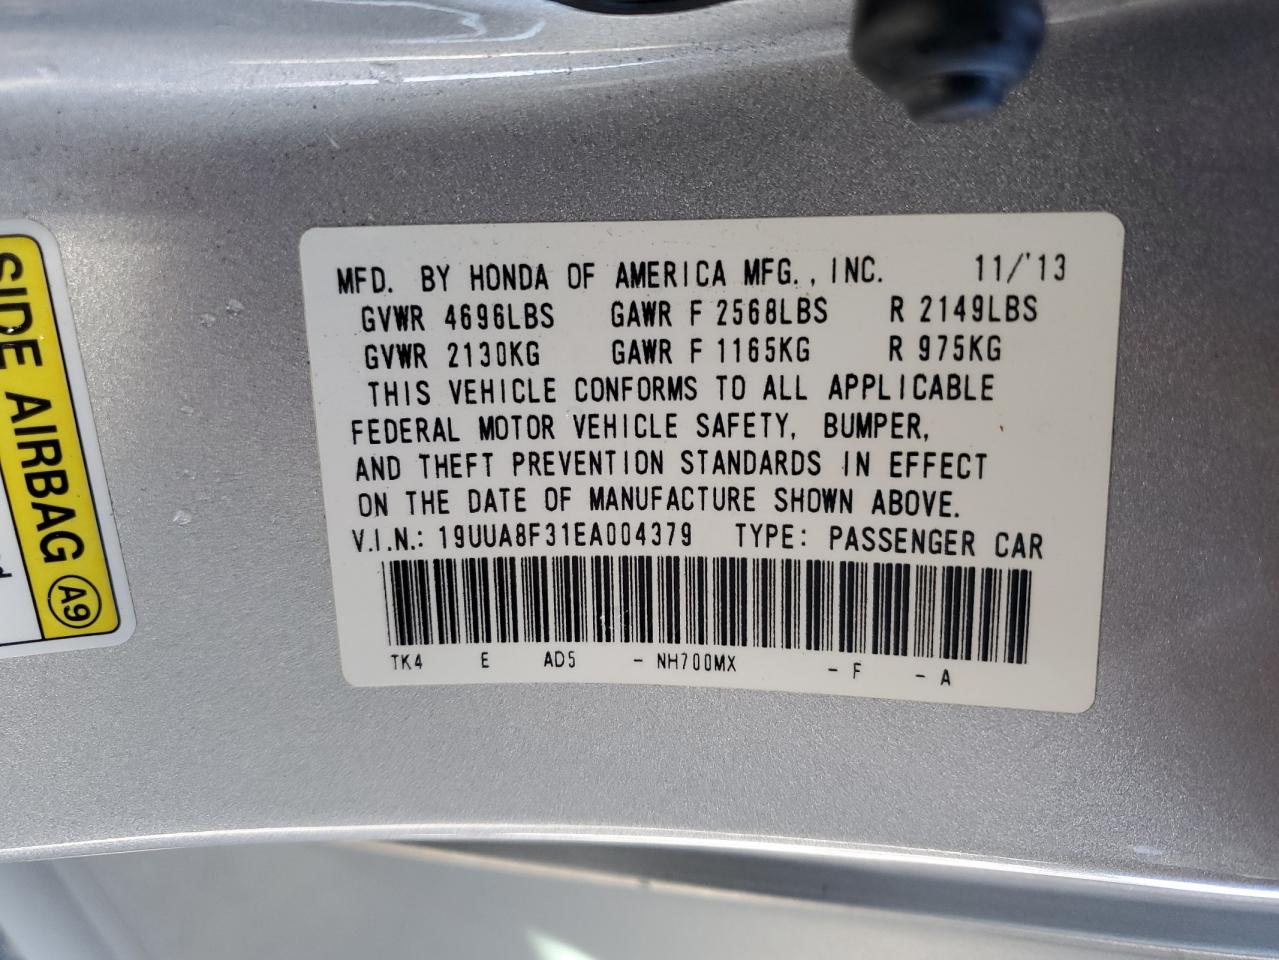 MFD. BY HONDA OF AMERICA MFG., INC. 11/'13
GVWR 4696LBS GAWR F 2568LBS R 2149LBS
GVWR 2130KG GAWR F 1165KG R 975KG
THIS VEHICLE CONFORMS TO ALL APPLICABLE
FEDERAL MOTOR VEHICLE SAFETY, BUMPER,
AND THEFT PREVENTION STANDARDS IN EFFECT
ON THE DATE OF MANUFACTURE SHOWN ABOVE.
V.I.N.: 19UUA8F31EA004379 TYPE: PASSENGER CAR
TK4 E AD5 - NH700MX - F - A
SIDE AIRBAG A9